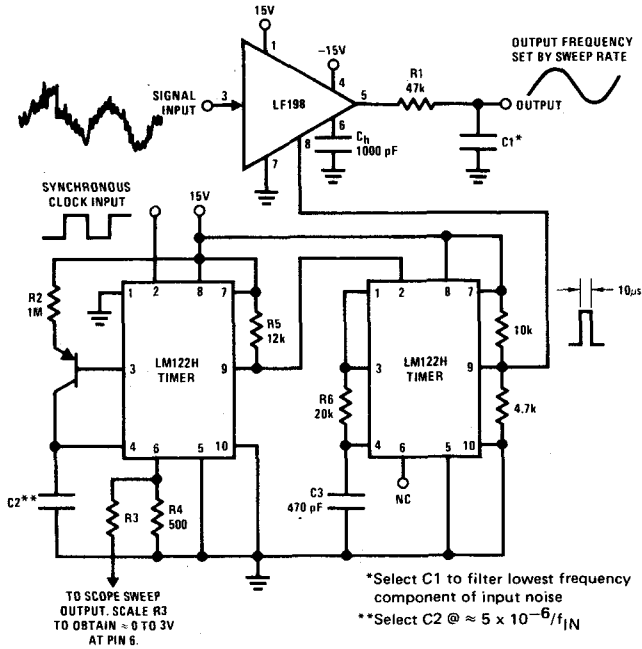 15V
1
-15V
4
OUTPUT FREQUENCY
SET BY SWEEP RATE
SIGNAL
INPUT
3
LF198
5
R1
47k
OUTPUT
6
8
Ch
1000 pF
C1*
7
SYNCHRONOUS
CLOCK INPUT
15V
R2
1M
1
2
8
7
R5
12k
3
LM122H
TIMER
9
4
6
5
10
C2**
R3
R4
500
1
2
8
7
10k
10μs
3
LM122H
TIMER
9
R6
20k
4.7k
4
6
5
10
C3
470 pF
NC
TO SCOPE SWEEP
OUTPUT. SCALE R3
TO OBTAIN ≈ 0 TO 3V
AT PIN 6.
*Select C1 to filter lowest frequency
component of input noise
**Select C2 @ ≈ 5 x 10⁻⁶/fIN